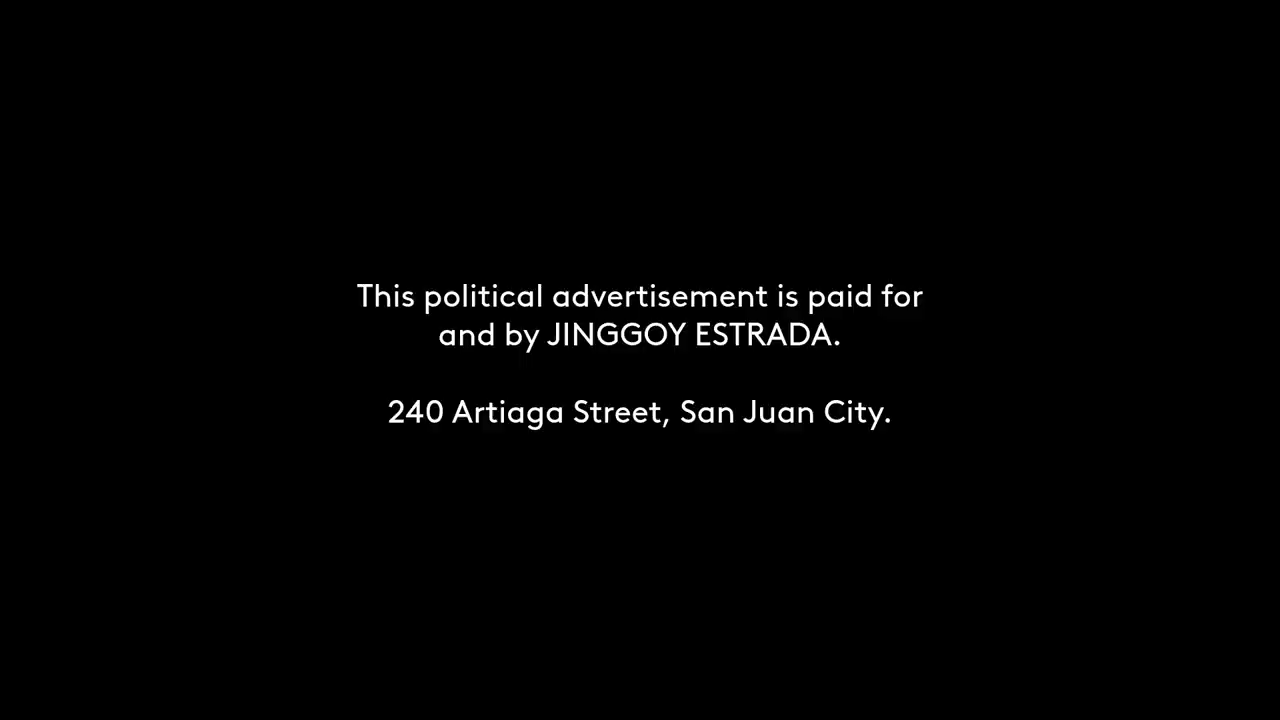 This political advertisement is paid for
and by JINGGOY ESTRADA.
240 Artiaga Street, San Juan City.